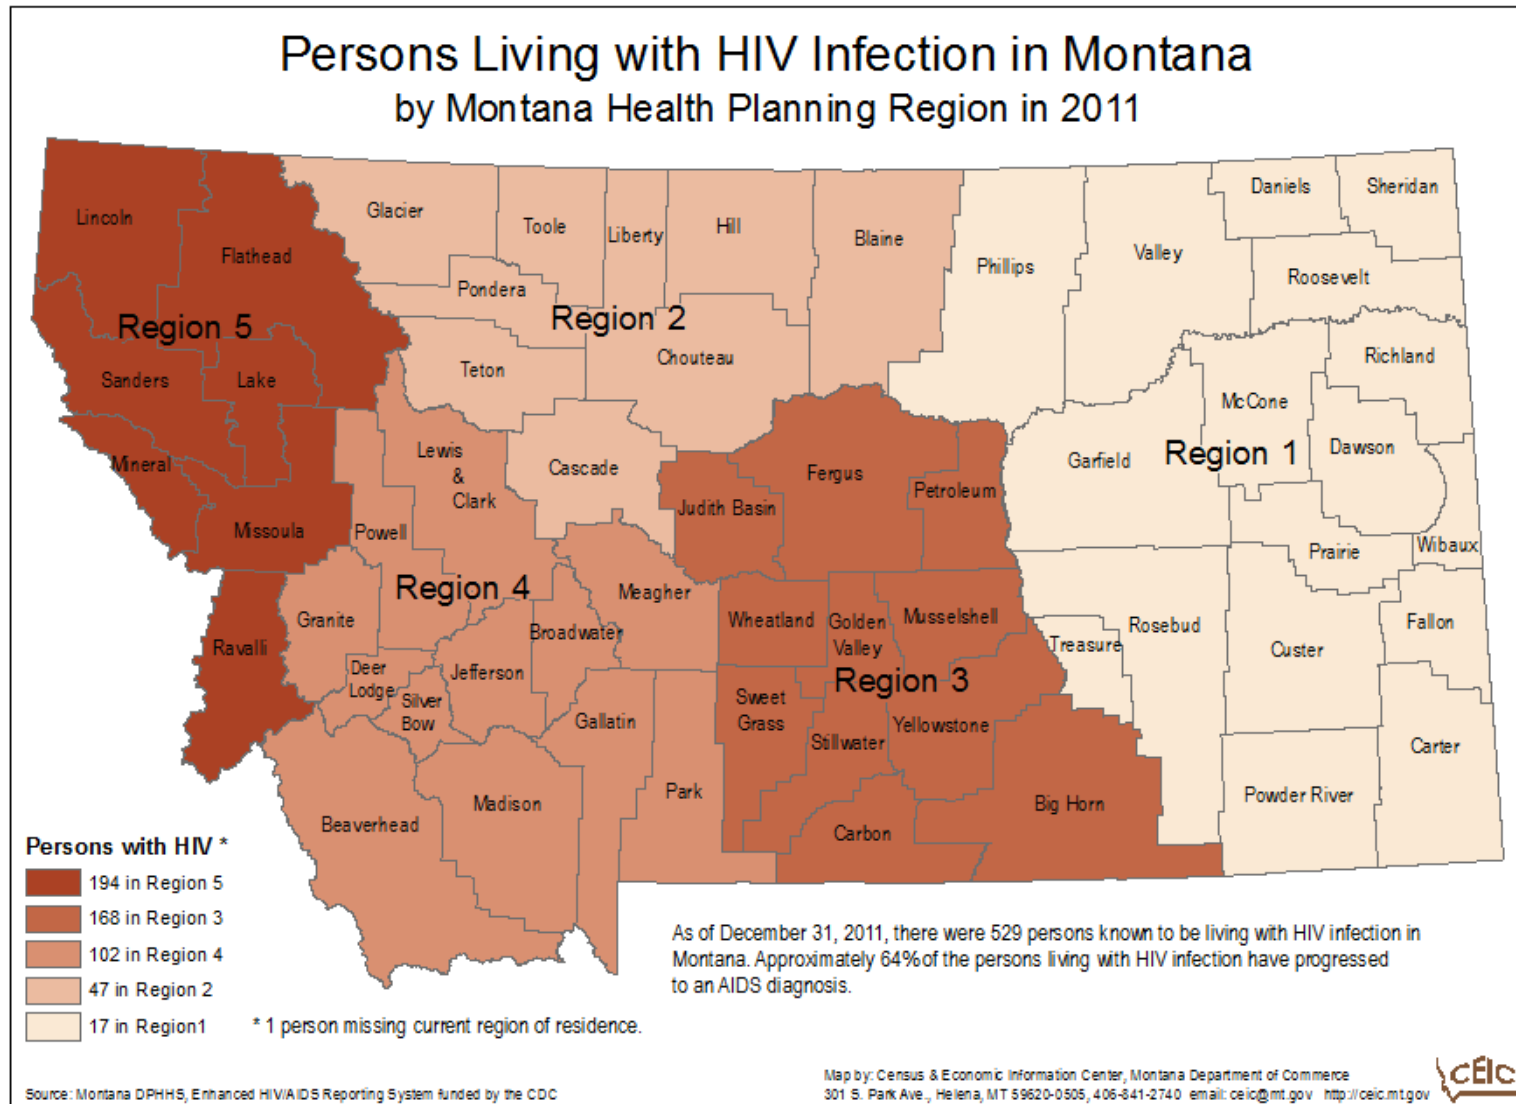 Persons Living with HIV Infection in Montana
by Montana Health Planning Region in 2011
Lincoln
Flathead
Glacier
Toole
Liberty
Hill
Blaine
Phillips
Valley
Daniels
Sheridan
Roosevelt
Pondera
Region 5
Region 2
Teton
Chouteau
Sanders
Lake
Richland
McCone
Mineral
Missoula
Lewis
&
Clark
Cascade
Judith Basin
Fergus
Petroleum
Garfield
Region 1
Dawson
Powell
Prairie
Wibaux
Region 4
Meagher
Granite
Ravalli
Broadwater
Wheatland
Golden
Valley
Musselshell
Treasure
Rosebud
Custer
Fallon
Deer
Lodge
Jefferson
Silver
Bow
Region 3
Sweet
Grass
Gallatin
Stillwater
Yellowstone
Carter
Beaverhead
Madison
Park
Carbon
Big Horn
Powder River
Persons with HIV *
194 in Region 5
168 in Region 3
102 in Region 4
47 in Region 2
17 in Region1
* 1 person missing current region of residence.
As of December 31, 2011, there were 529 persons known to be living with HIV infection in
Montana. Approximately 64% of the persons living with HIV infection have progressed
to an AIDS diagnosis.
Source: Montana DPHHS, Enhanced HIV/AIDS Reporting System funded by the CDC
Map by: Census & Economic Information Center, Montana Department of Commerce
301 S. Park Ave., Helena, MT 59620-0505, 406-841-2740 email: ceic@mt.gov http://ceic.mt.gov
CEIC